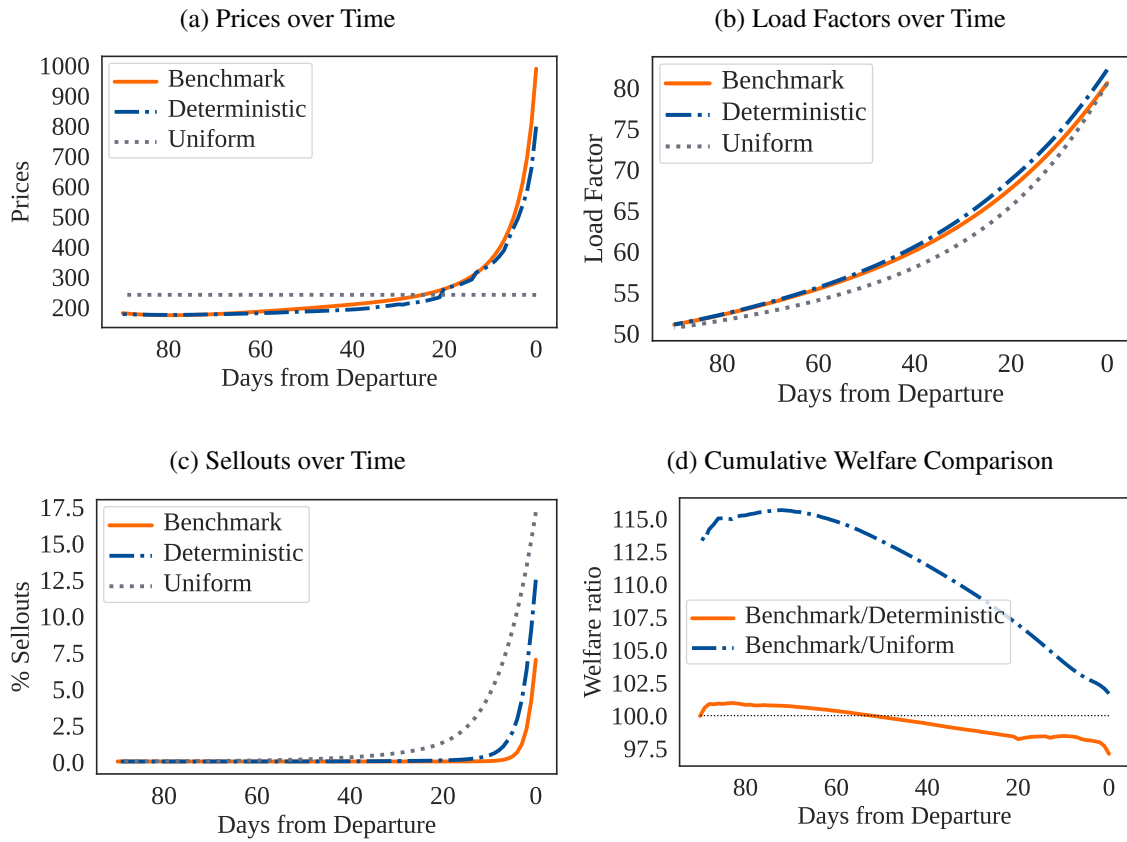 (a) Prices over Time
1000
900
800
700
600
500
400
300
200
Prices
Benchmark
Deterministic
Uniform
80 60 40 20 0
Days from Departure
(b) Load Factors over Time
80
75
70
65
60
55
50
Load Factor
Benchmark
Deterministic
Uniform
80 60 40 20 0
Days from Departure
(c) Sellouts over Time
17.5
15.0
12.5
10.0
7.5
5.0
2.5
0.0
% Sellouts
Benchmark
Deterministic
Uniform
80 60 40 20 0
Days from Departure
(d) Cumulative Welfare Comparison
115.0
112.5
110.0
107.5
105.0
102.5
100.0
97.5
Welfare ratio
Benchmark/Deterministic
Benchmark/Uniform
80 60 40 20 0
Days from Departure